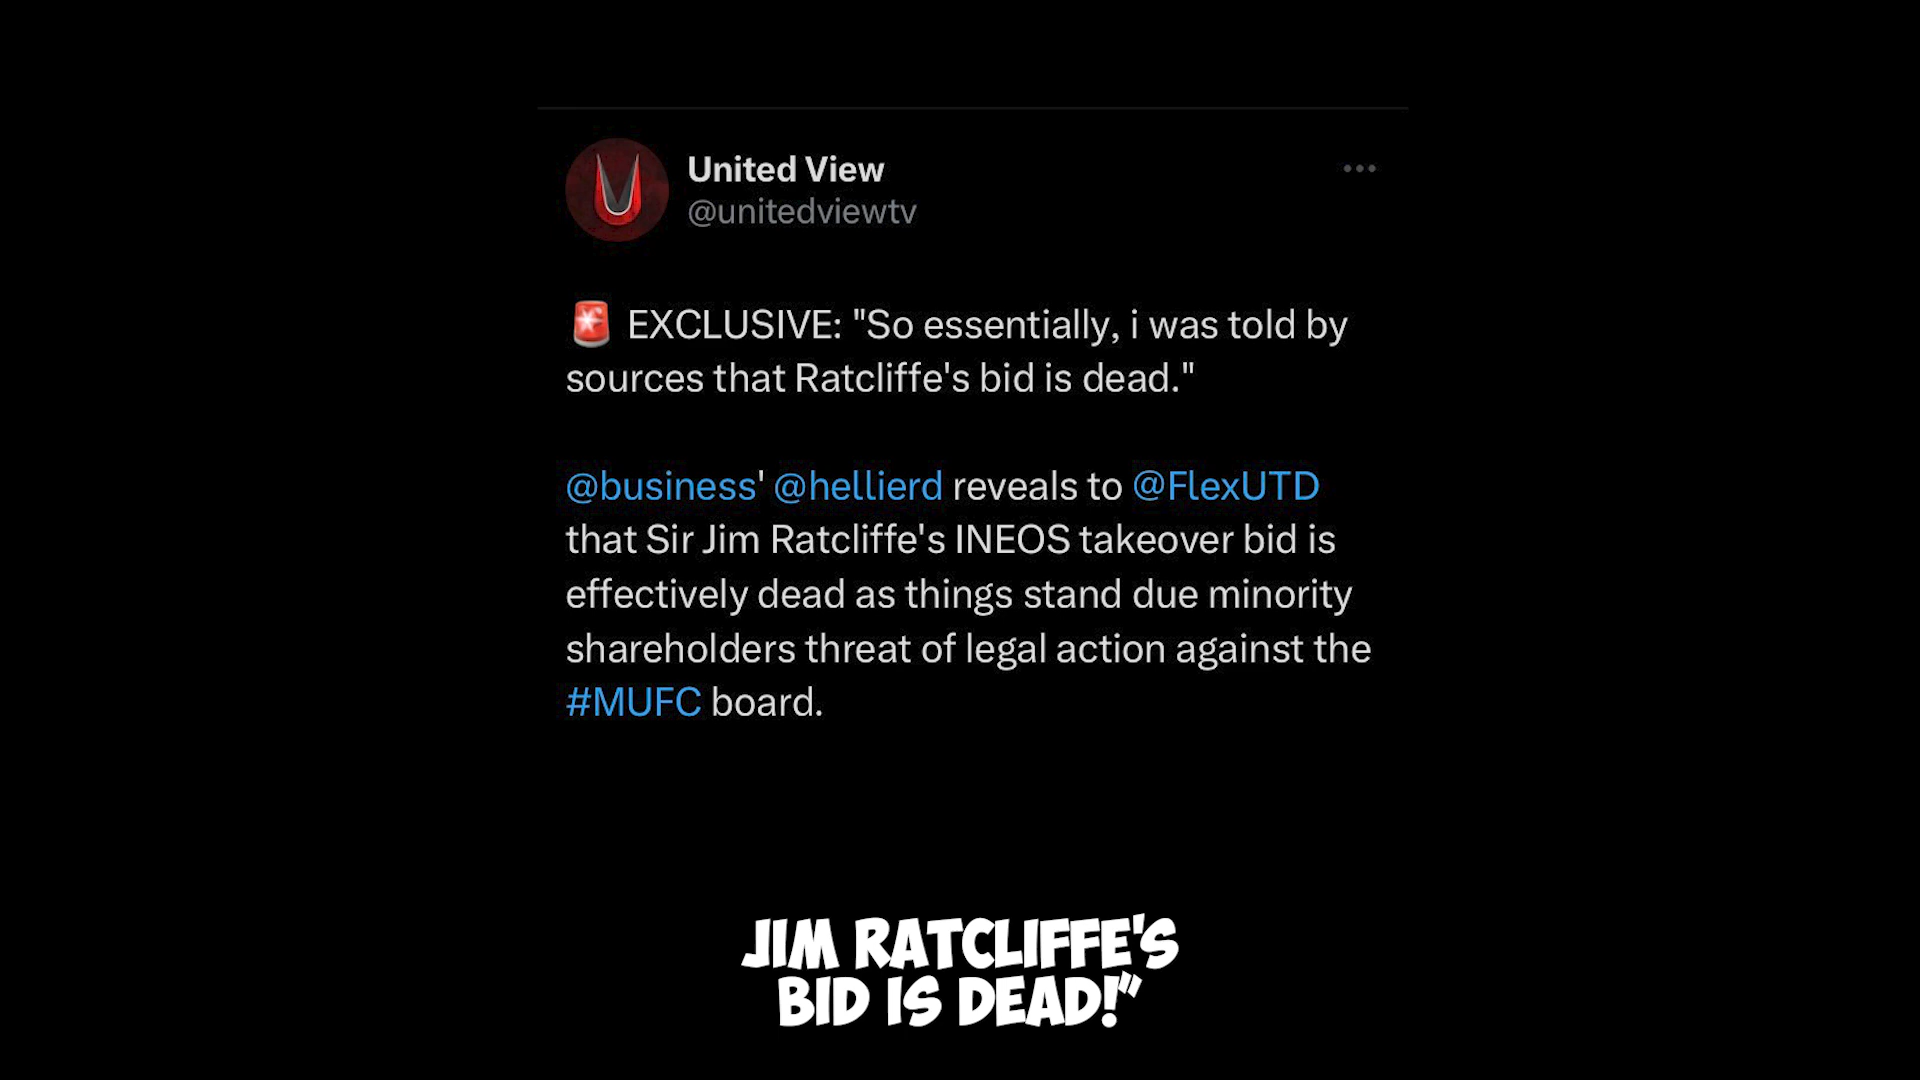 United View
@unitedviewtv
🚨 EXCLUSIVE: "So essentially, i was told by
sources that Ratcliffe's bid is dead."
@business' @hellierd reveals to @FlexUTD
that Sir Jim Ratcliffe's INEOS takeover bid is
effectively dead as things stand due minority
shareholders threat of legal action against the
#MUFC board.
JIM RATCLIFFE'S
BID IS DEAD!"